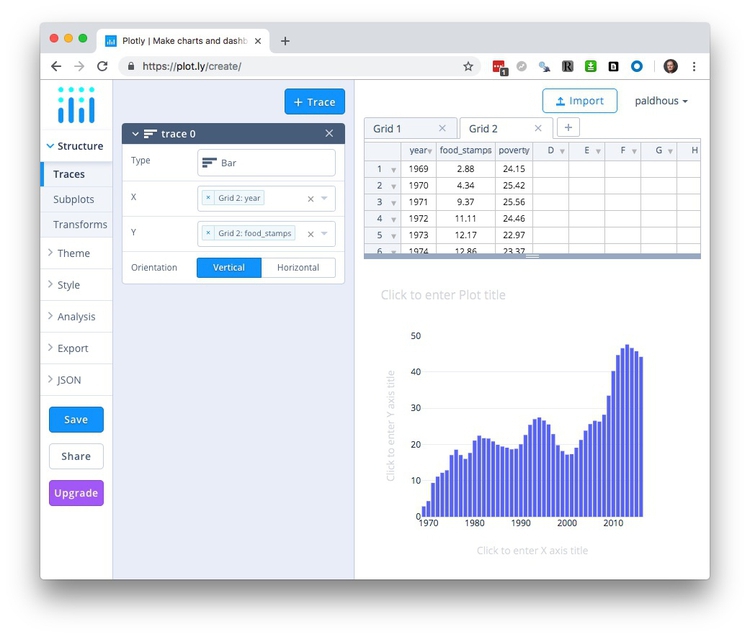 Plotly | Make charts and dashb
https://plot.ly/create/
1
+ Trace
Import
paldhous
Structure
Traces
Subplots
Transforms
Theme
Style
Analysis
Export
JSON
Save
Share
Upgrade
trace 0
Type
Bar
X
Grid 2: year
Y
Grid 2: food_stamps
Orientation
Vertical Horizontal
Grid 1 Grid 2
year food_stamps poverty D E F G H
1 1969 2.88 24.15
2 1970 4.34 25.42
3 1971 9.37 25.56
4 1972 11.11 24.46
5 1973 12.17 22.97
6 1974 12.86 23.37
Click to enter Plot title
Click to enter Y axis title
50
40
30
20
10
0
1970 1980 1990 2000 2010
Click to enter X axis title